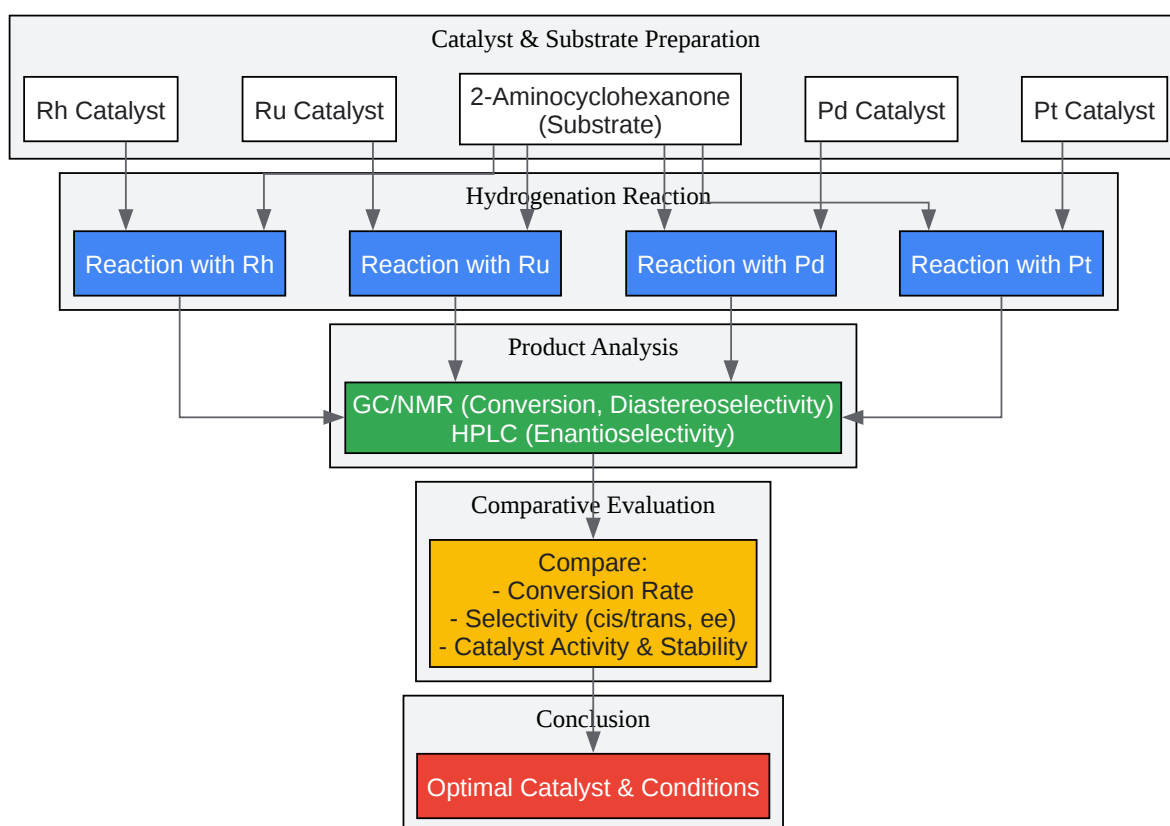 Catalyst & Substrate Preparation
Rh Catalyst
Ru Catalyst
2-Aminocyclohexanone
(Substrate)
Pd Catalyst
Pt Catalyst
Hydrogenation Reaction
Reaction with Rh
Reaction with Ru
Reaction with Pd
Reaction with Pt
Product Analysis
GC/NMR (Conversion, Diastereoselectivity)
HPLC (Enantioselectivity)
Comparative Evaluation
Compare:
- Conversion Rate
- Selectivity (cis/trans, ee)
- Catalyst Activity & Stability
Conclusion
Optimal Catalyst & Conditions